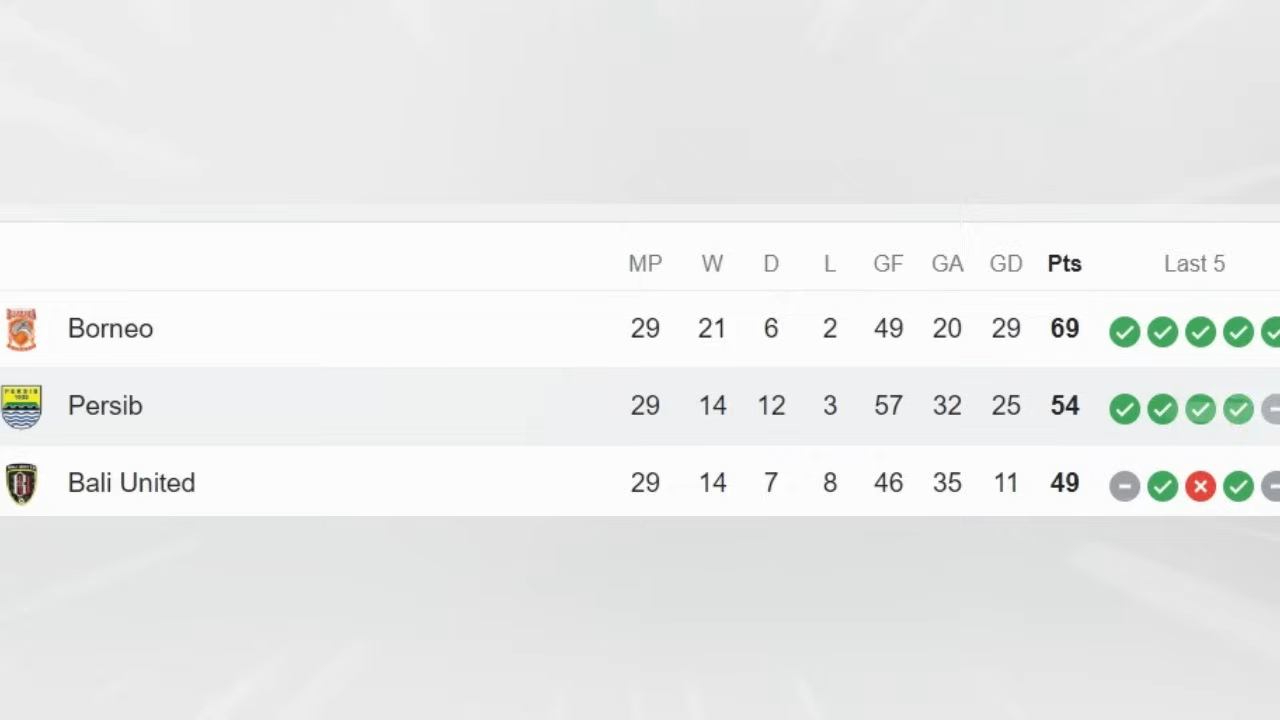 MP W D L GF GA GD Pts Last 5
Borneo 29 21 6 2 49 20 29 69
PERSIB
Persib 29 14 12 3 57 32 25 54
Bali United 29 14 7 8 46 35 11 49